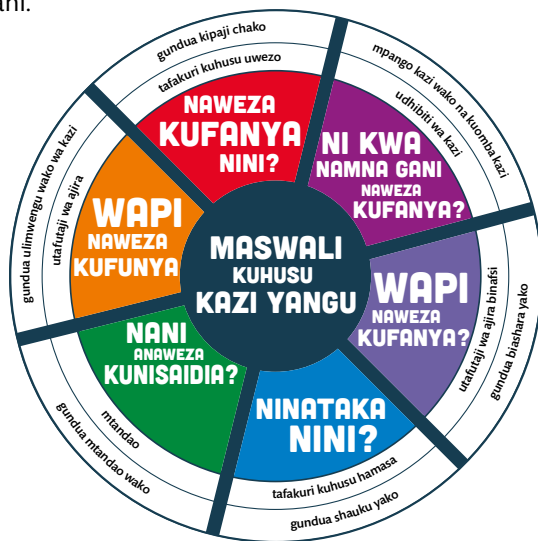 MASWALI
KUHUSU
KAZI YANGU
gundua kipaji chako
tafakuri kuhusu uwezo
NAWEZA
KUFANYA
NINI?
mpango kazi wako na kuomba kazi
udhibiti wa kazi
NI KWA
NAMNA GANI
NAWEZA
KUFANYA?
WAPI
NAWEZA
KUFANYA?
utafutaji wa ajira binafsi
gundua biashara yako
NINATAKA
NINI?
tafakuri kuhusu hamasa
gundua shauku yako
NANI
ANAWEZA
KUNISAIDIA?
mtandao
gundua mtandao wako
WAPI
NAWEZA
KUFUNYA
utafutaji wa ajira
gundua ulimwengu wako wa kazi